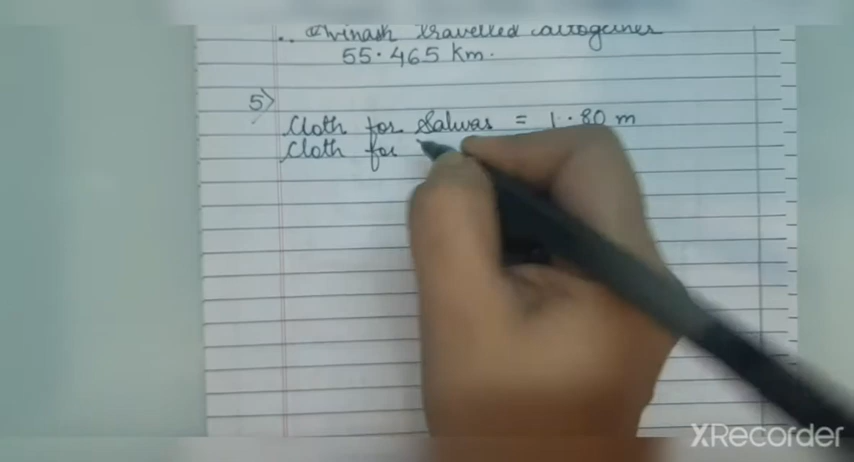 ∴ Avinash travelled altogether
55.465 Km.
5)
Cloth for Salwar = 1.80 m
Cloth for
XRecorder